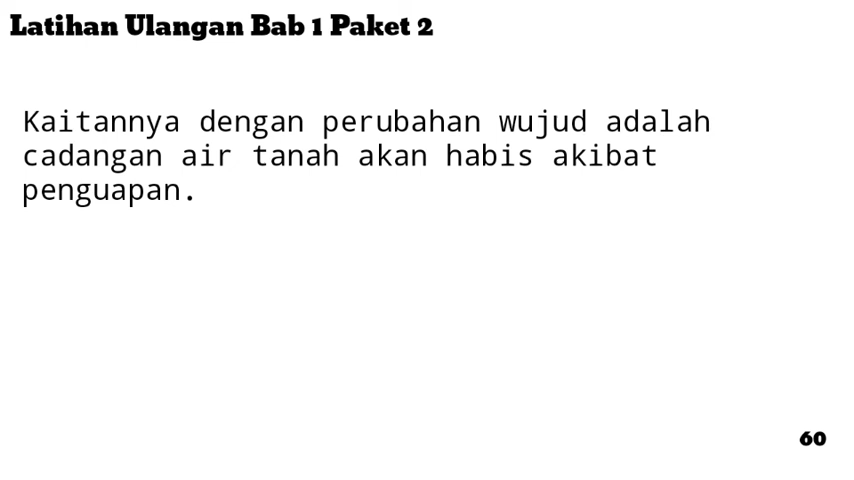 Latihan Ulangan Bab 1 Paket 2
Kaitannya dengan perubahan wujud adalah
cadangan air tanah akan habis akibat
penguapan.
60